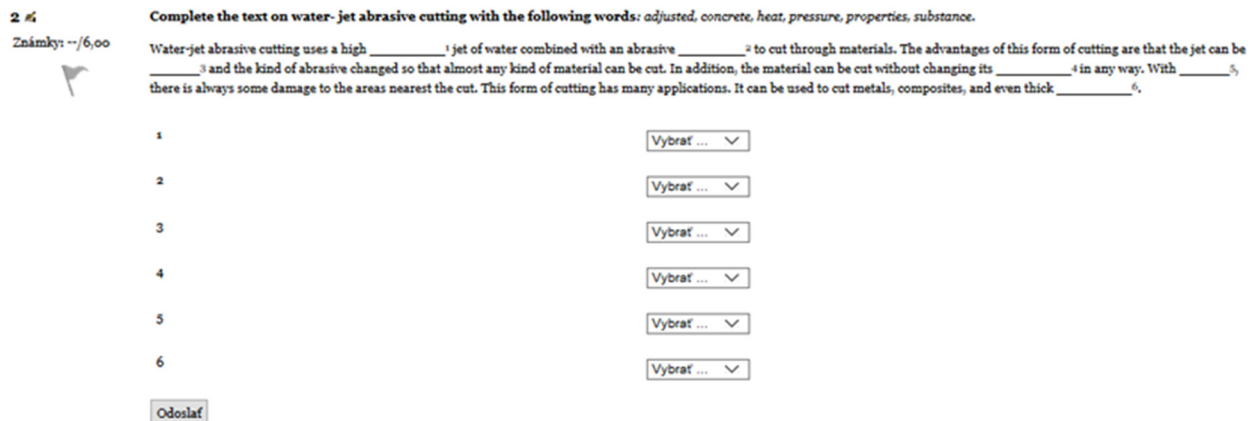 2
Známky: --/6,00
Complete the text on water- jet abrasive cutting with the following words: adjusted, concrete, heat, pressure, properties, substance.
Water-jet abrasive cutting uses a high __________¹ jet of water combined with an abrasive _________² to cut through materials. The advantages of this form of cutting are that the jet can be
_______³ and the kind of abrasive changed so that almost any kind of material can be cut. In addition, the material can be cut without changing its __________⁴ in any way. With _______⁵,
there is always some damage to the areas nearest the cut. This form of cutting has many applications. It can be used to cut metals, composites, and even thick __________⁶.
1 Vybrať ...
2 Vybrať ...
3 Vybrať ...
4 Vybrať ...
5 Vybrať ...
6 Vybrať ...
Odoslať